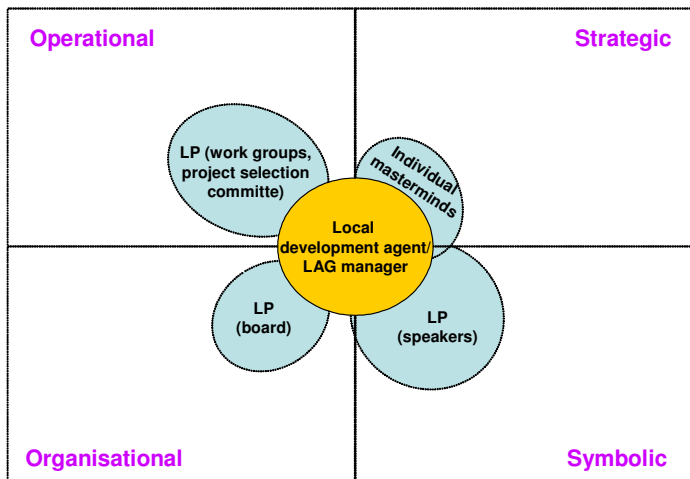 Operational
Strategic
LP (work groups,
project selection
committe)
Individual
masterminds
Local
development agent/
LAG manager
LP
(board)
LP
(speakers)
Organisational
Symbolic